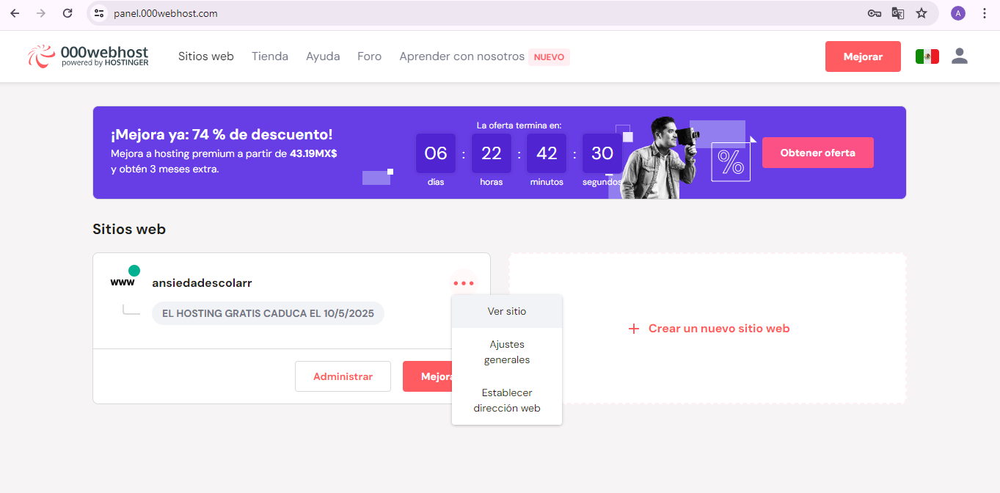 panel.000webhost.com
A
000webhost
powered by HOSTINGER
Sitios web
Tienda
Ayuda
Foro
Aprender con nosotros NUEVO
Mejorar
¡Mejora ya: 74 % de descuento!
Mejora a hosting premium a partir de 43.19MX$
y obtén 3 meses extra.
La oferta termina en:
06 : 22 : 42 : 30
días horas minutos segundos
%
Obtener oferta
Sitios web
www
ansiedadescolarr
EL HOSTING GRATIS CADUCA EL 10/5/2025
Administrar
Mejora
Ver sitio
Ajustes
generales
Establecer
dirección web
+ Crear un nuevo sitio web